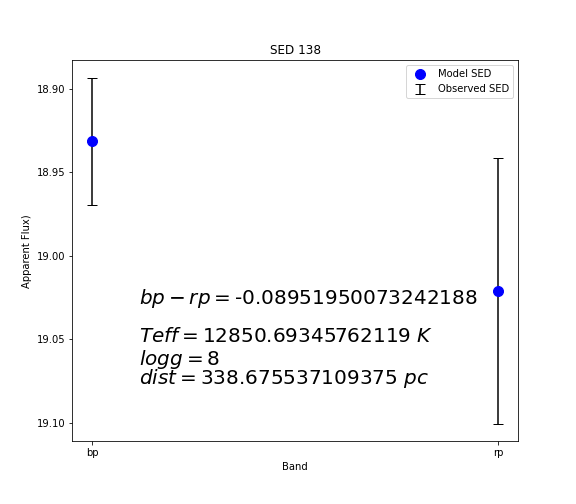 SED 138
Model SED
Observed SED
18.90
18.95
19.00
19.05
19.10
Apparent Flux)
bp − rp = -0.08951950073242188
Teff = 12850.69345762119 K
logg = 8
dist = 338.675537109375 pc
bp
rp
Band